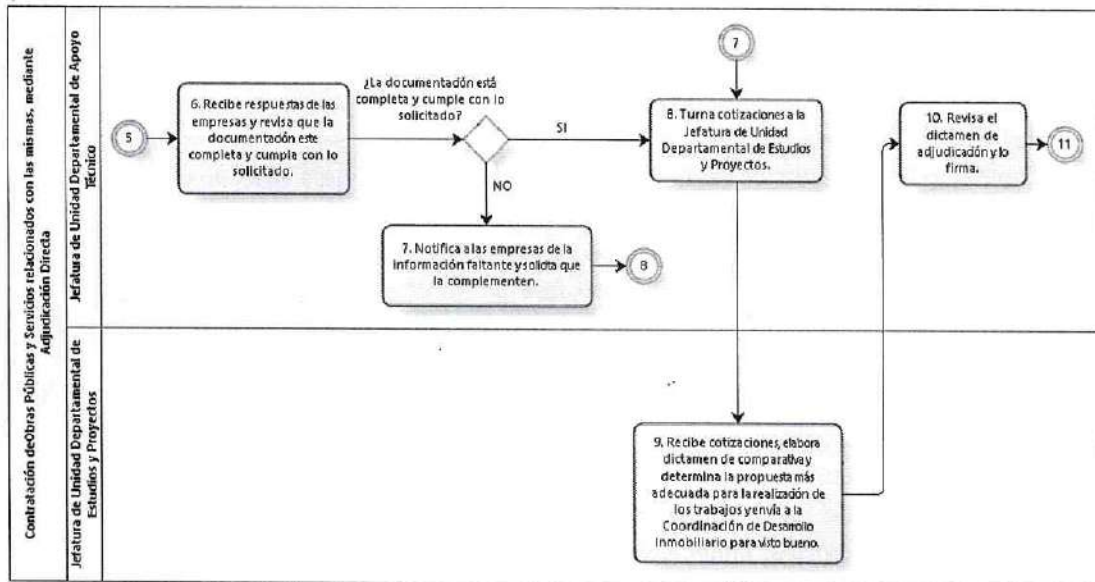 Contratación deObras Públicas y Servicios relacionados con las mismas, mediante
Adjudicación Directa
Jefatura de Unidad Departamental de Apoyo
Técnico
5
6. Recibe respuestas de las
empresas y revisa que la
documentación este
completa y cumpla con lo
solicitado.
¿La documentación está
completa y cumple con lo
solicitado?
SI
NO
7. Notifica a las empresas de la
información faltante y solicita que
la complementen.
8
7
8. Turna cotizaciones a la
Jefatura de Unidad
Departamental de Estudios
y Proyectos.
10. Revisa el
dictamen de
adjudicación y lo
firma.
11
Jefatura de Unidad Departamental de
Estudios y Proyectos
9. Recibe cotizaciones, elabora
dictamen de comparativa y
determina la propuesta más
adecuada para la realización de
los trabajos y envía a la
Coordinación de Desarrollo
Inmobiliario para visto bueno.